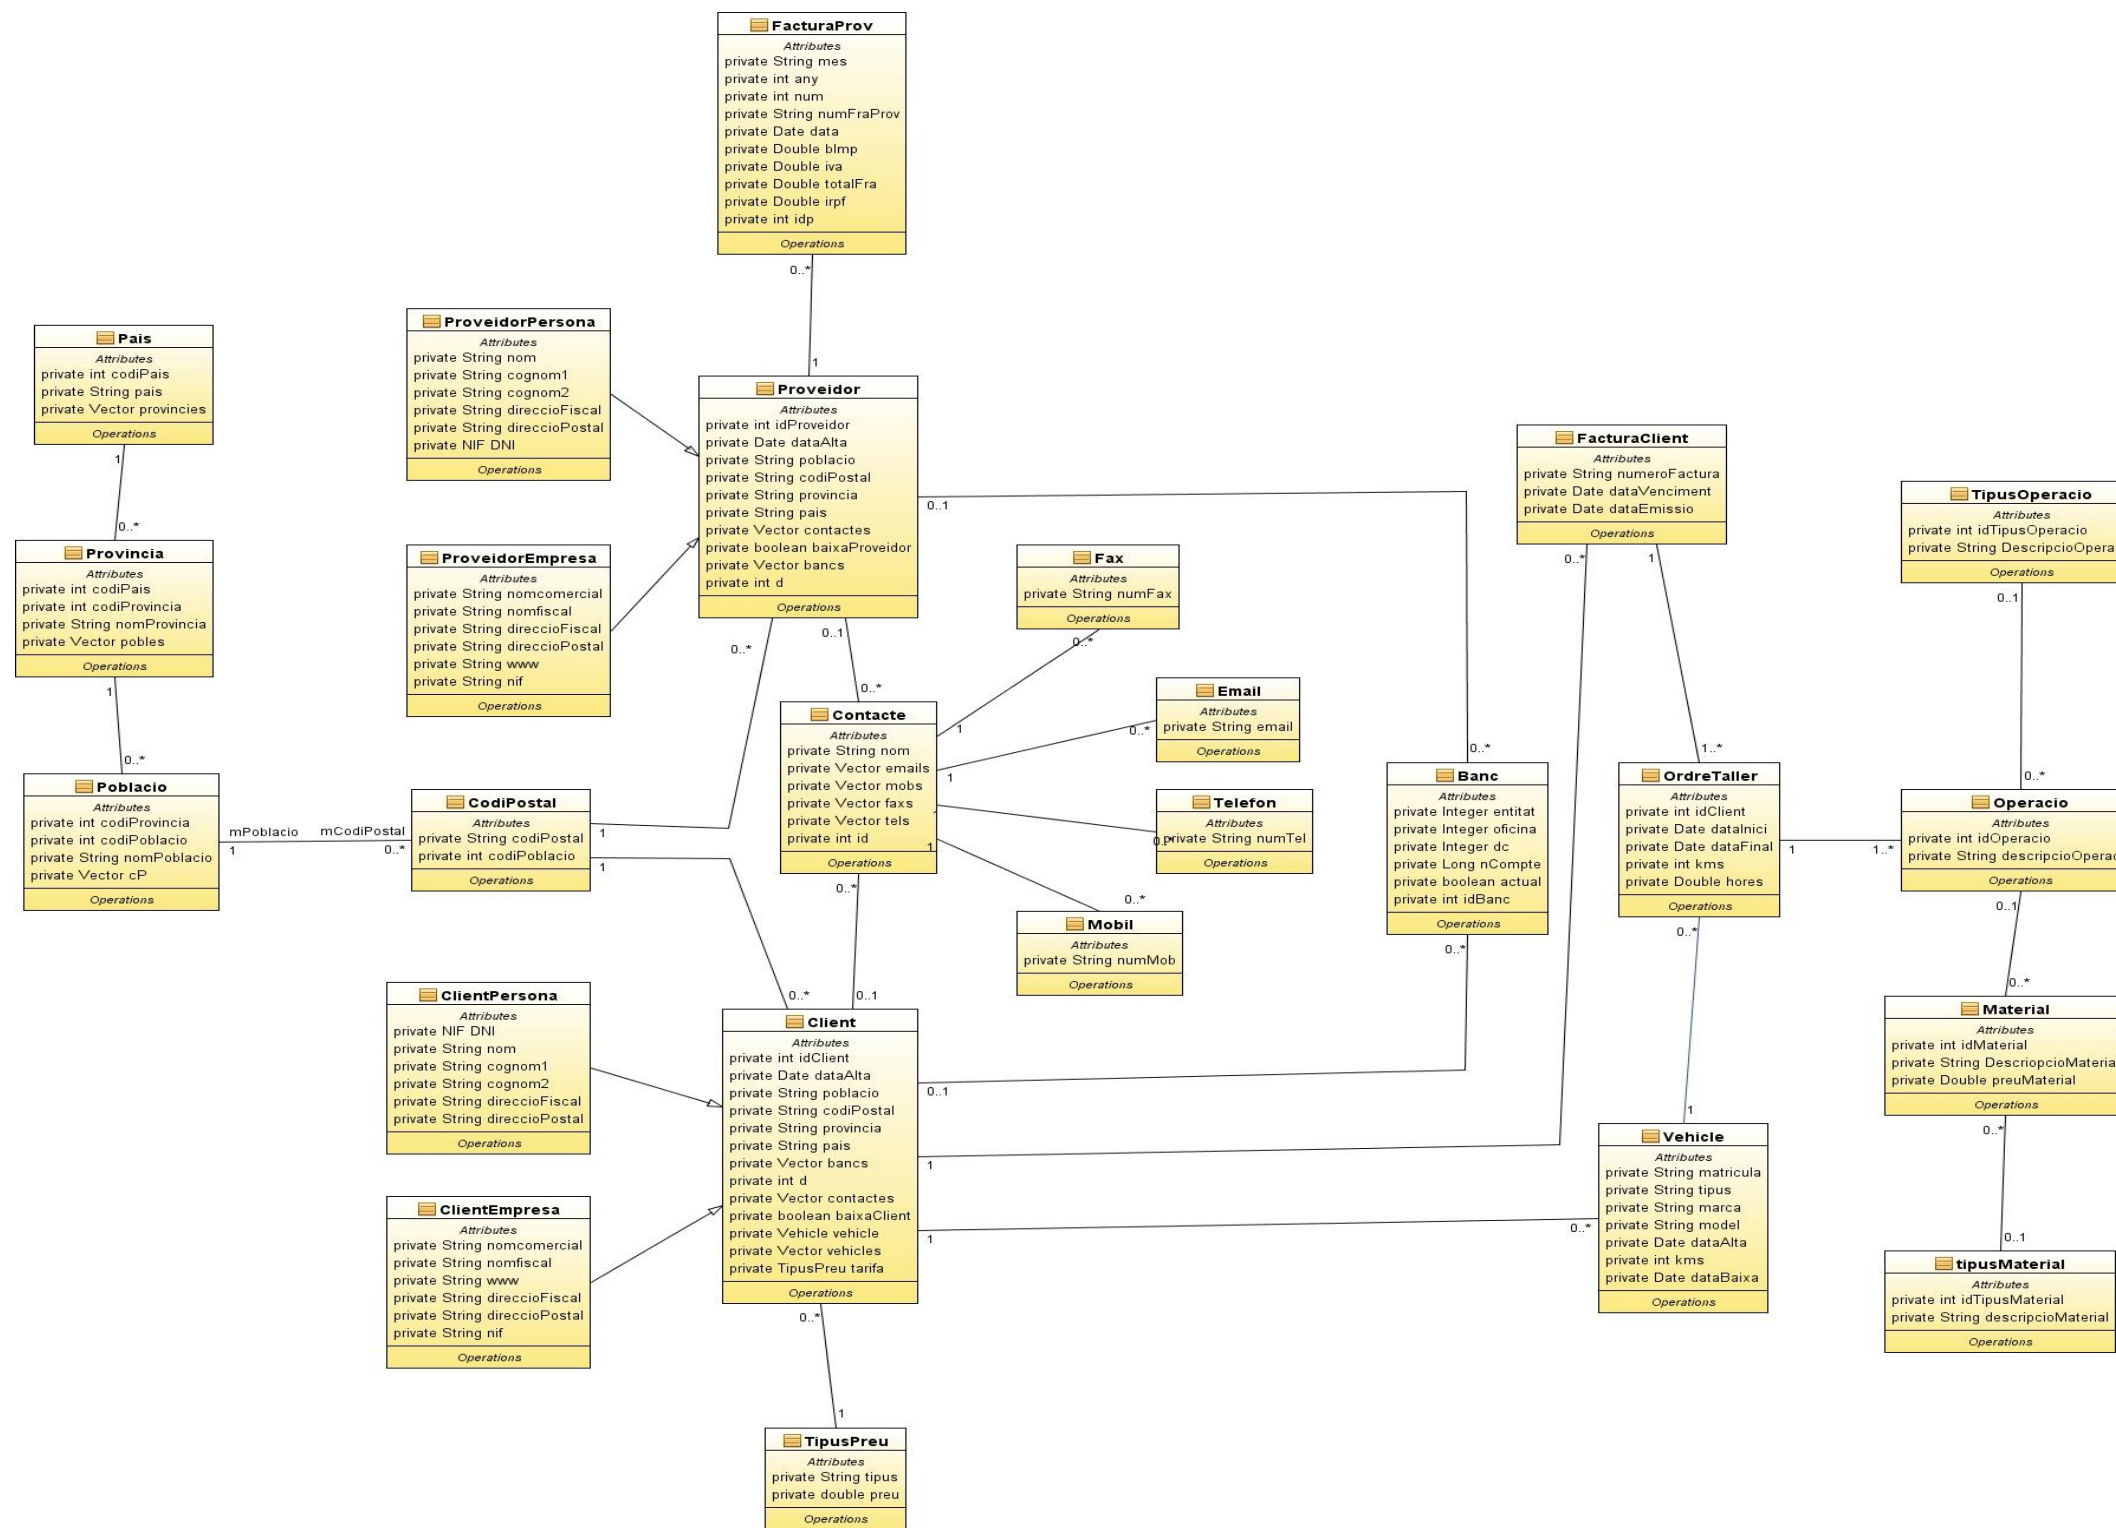 FacturaProv
Attributes
private String mes
private int any
private int num
private String numFraProv
private Date data
private Double bImp
private Double iva
private Double totalFra
private Double irpf
private int idp
Operations
0..*
1
Pais
Attributes
private int codiPais
private String pais
private Vector provincies
Operations
1
0..*
Provincia
Attributes
private int codiPais
private int codiProvincia
private String nomProvincia
private Vector pobles
Operations
1
0..*
Poblacio
Attributes
private int codiProvincia
private int codiPoblacio
private String nomPoblacio
private Vector cP
Operations
mPoblacio
1
mCodiPostal
0..*
ProveidorPersona
Attributes
private String nom
private String cognom1
private String cognom2
private String direccioFiscal
private String direccioPostal
private NIF DNI
Operations
ProveidorEmpresa
Attributes
private String nomcomercial
private String nomfiscal
private String direccioFiscal
private String direccioPostal
private String www
private String nif
Operations
Proveidor
Attributes
private int idProveidor
private Date dataAlta
private String poblacio
private String codiPostal
private String provincia
private String pais
private Vector contactes
private boolean baixaProveidor
private Vector bancs
private int d
Operations
0..1
0..*
0..1
0..*
CodiPostal
Attributes
private String codiPostal
private int codiPoblacio
Operations
1
1
Contacte
Attributes
private String nom
private Vector emails
private Vector mobs
private Vector faxs
private Vector tels
private int id
Operations
1
1
1
1
0..*
Fax
Attributes
private String numFax
Operations
0..*
Email
Attributes
private String email
Operations
0..*
Telefon
Attributes
private String numTel
Operations
0..*
Mobil
Attributes
private String numMob
Operations
0..*
Banc
Attributes
private Integer entitat
private Integer oficina
private Integer dc
private Long nCompte
private boolean actual
private int idBanc
Operations
0..*
0..*
ClientPersona
Attributes
private NIF DNI
private String nom
private String cognom1
private String cognom2
private String direccioFiscal
private String direccioPostal
Operations
ClientEmpresa
Attributes
private String nomcomercial
private String nomfiscal
private String www
private String direccioFiscal
private String direccioPostal
private String nif
Operations
0..*
0..1
Client
Attributes
private int idClient
private Date dataAlta
private String poblacio
private String codiPostal
private String provincia
private String pais
private Vector bancs
private int d
private Vector contactes
private boolean baixaClient
private Vehicle vehicle
private Vector vehicles
private TipusPreu tarifa
Operations
0..1
1
1
0..*
1
TipusPreu
Attributes
private String tipus
private double preu
Operations
FacturaClient
Attributes
private String numeroFactura
private Date dataVenciment
private Date dataEmissio
Operations
0..*
1
1..*
OrdreTaller
Attributes
private int idClient
private Date dataInici
private Date dataFinal
private int kms
private Double hores
Operations
1
1..*
0..*
1
Vehicle
Attributes
private String matricula
private String tipus
private String marca
private String model
private Date dataAlta
private int kms
private Date dataBaixa
Operations
0..*
TipusOperacio
Attributes
private int idTipusOperacio
private String DescripcioOpera
Operations
0..1
0..*
Operacio
Attributes
private int idOperacio
private String descripcioOperac
Operations
0..1
0..*
Material
Attributes
private int idMaterial
private String DescriopcioMateria
private Double preuMaterial
Operations
0..*
0..1
tipusMaterial
Attributes
private int idTipusMaterial
private String descripcioMaterial
Operations